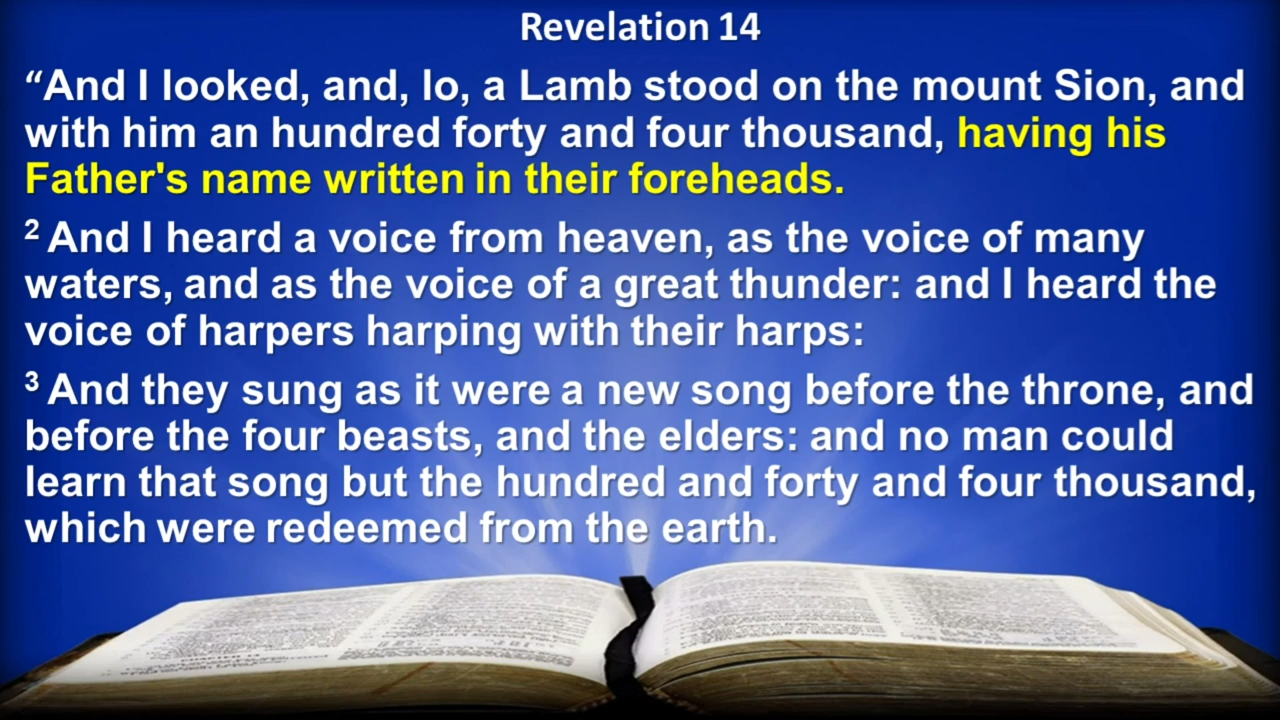 Revelation 14
“And I looked, and, lo, a Lamb stood on the mount Sion, and
with him an hundred forty and four thousand, having his
Father's name written in their foreheads.
2 And I heard a voice from heaven, as the voice of many
waters, and as the voice of a great thunder: and I heard the
voice of harpers harping with their harps:
3 And they sung as it were a new song before the throne, and
before the four beasts, and the elders: and no man could
learn that song but the hundred and forty and four thousand,
which were redeemed from the earth.